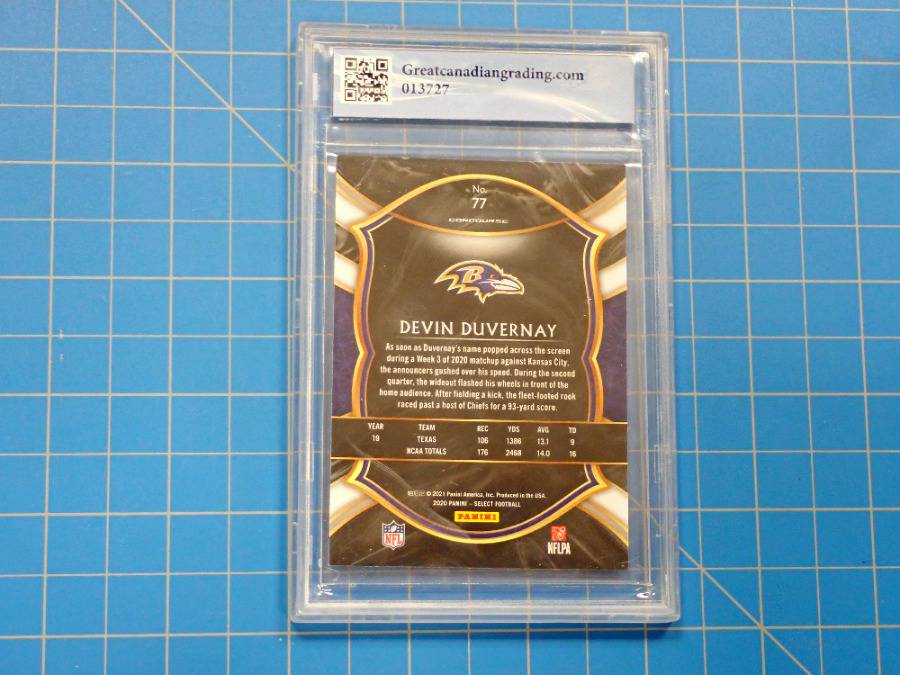 Greatcanadiangrading.com
013727
No.
77
CONCOURSE
B
DEVIN DUVERNAY
As soon as Duvernay's name popped across the screen
during a Week 3 of 2020 matchup against Kansas City,
the announcers gushed over his speed. During the second
quarter, the wideout flashed his wheels in front of the
home audience. After fielding a kick, the fleet-footed rook
raced past a host of Chiefs for a 93-yard score.
YEAR TEAM REC YDS AVG TD
19 TEXAS 106 1386 13.1 9
NCAA TOTALS 176 2468 14.0 16
© 2021 Panini America, Inc. Produced in the USA.
2020 PANINI – SELECT FOOTBALL
PANINI
NFL
NFLPA